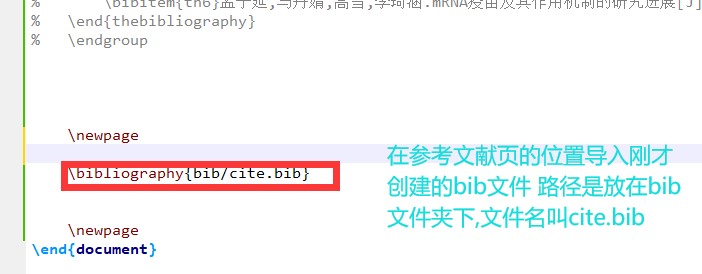 % \bibitem{th6}孟子延,马丹娟,高雪,李琦涵.mRNA疫苗及其作用机制的研究进展[J]
% \end{thebibliography}
% \endgroup
\newpage
\bibliography{bib/cite.bib}
在参考文献页的位置导入刚才
创建的bib文件 路径是放在bib
文件夹下,文件名叫cite.bib
\newpage
\end{document}